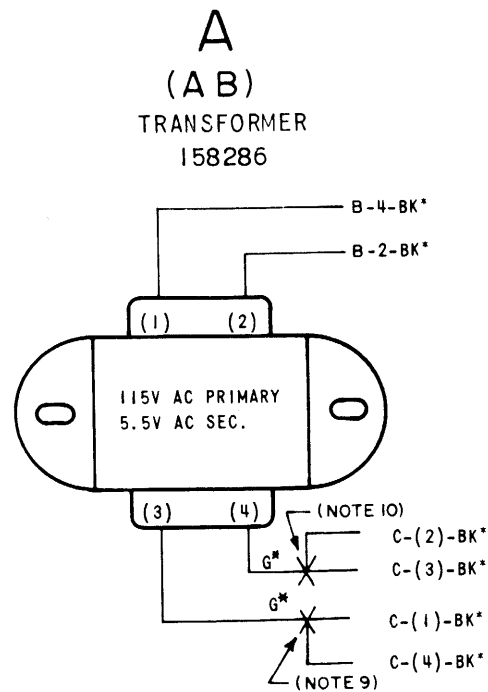 A
(AB)
TRANSFORMER
158286
B-4-BK*
B-2-BK*
(1) (2)
115V AC PRIMARY
5.5V AC SEC.
(3) (4)
(NOTE 10)
C-(2)-BK*
G* C-(3)-BK*
G*
C-(1)-BK*
C-(4)-BK*
(NOTE 9)